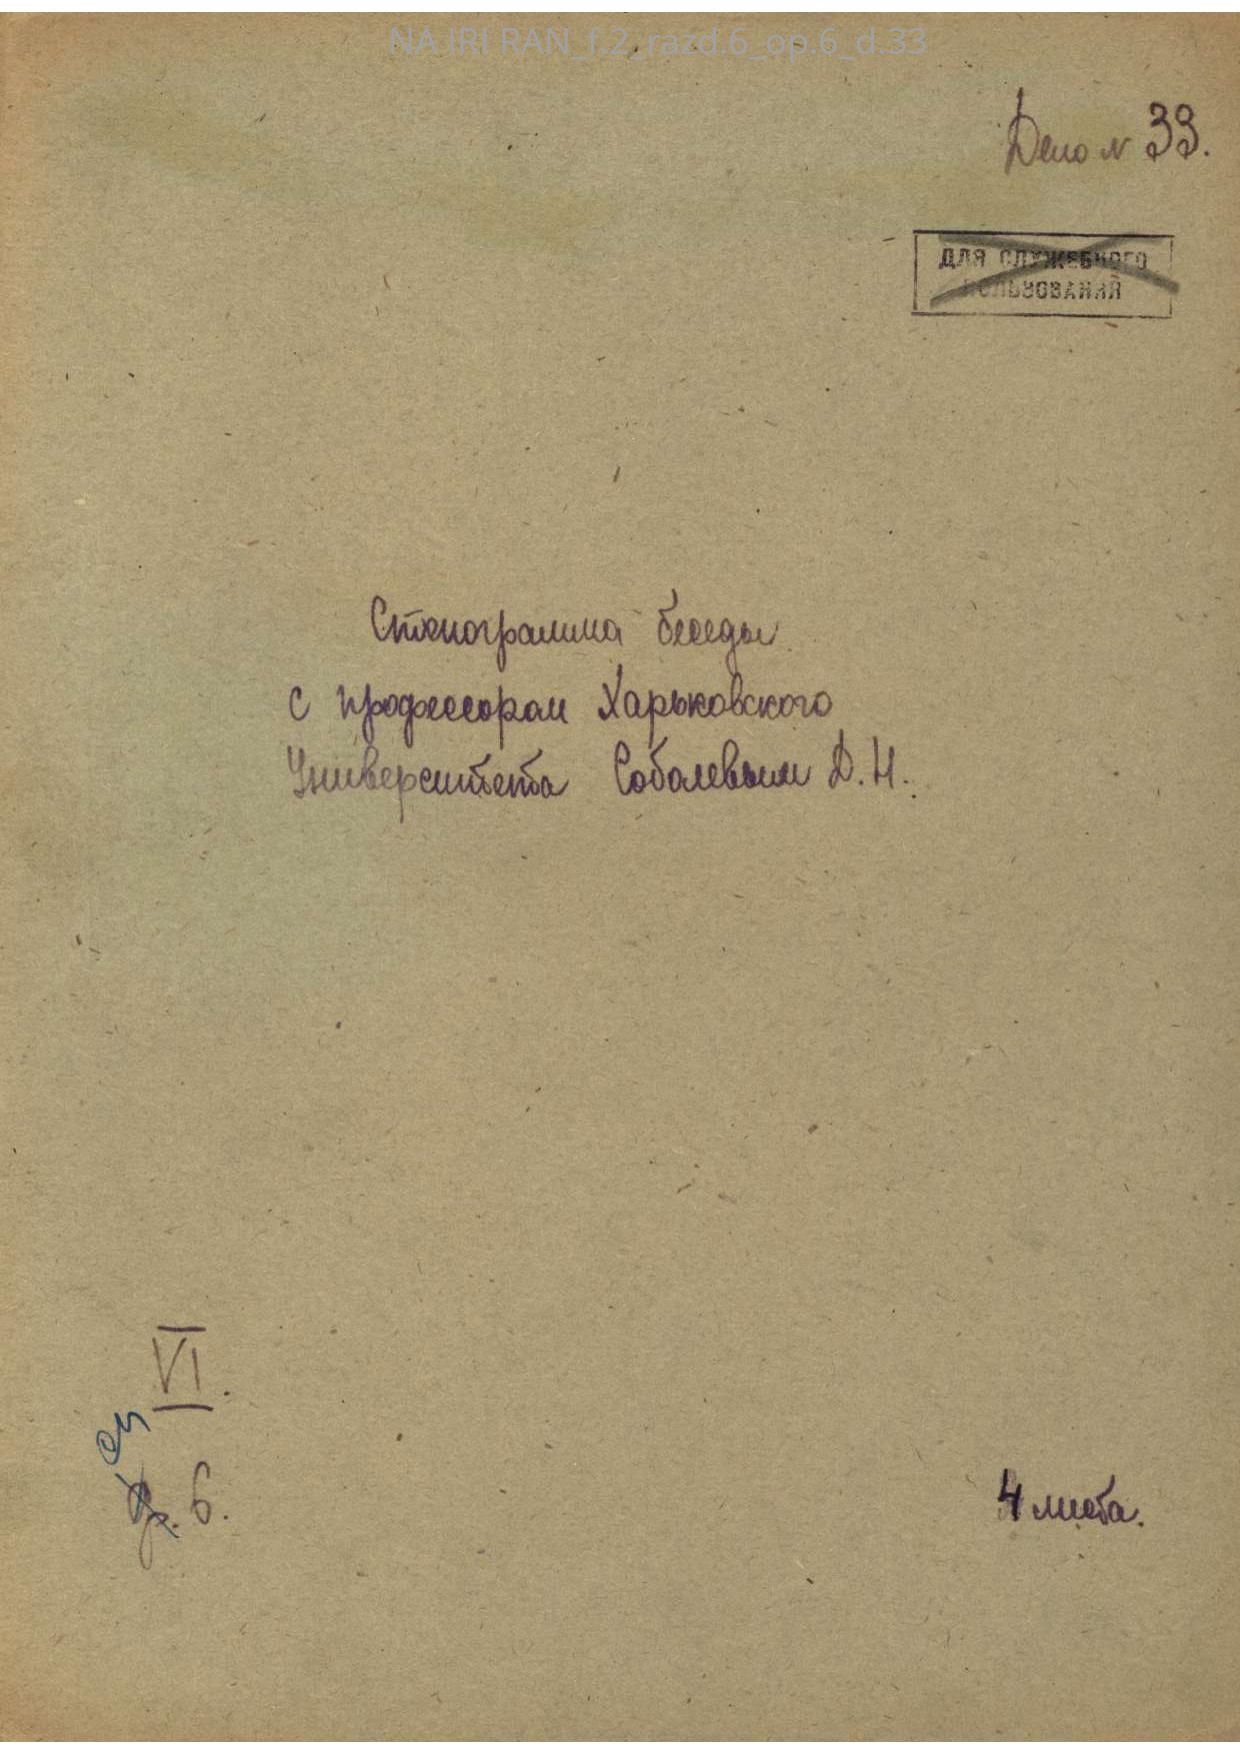 NA IRI RAN_f.2_razd.6_op.6_d.33
Дело № 33.
ДЛЯ СЛУЖЕБНОГО
ПОЛЬЗОВАНИЯ
Стенограмма беседы
с профессором Харьковского
Университета Соболевым Д.Н.
VI.
оп
6.
4 листа.